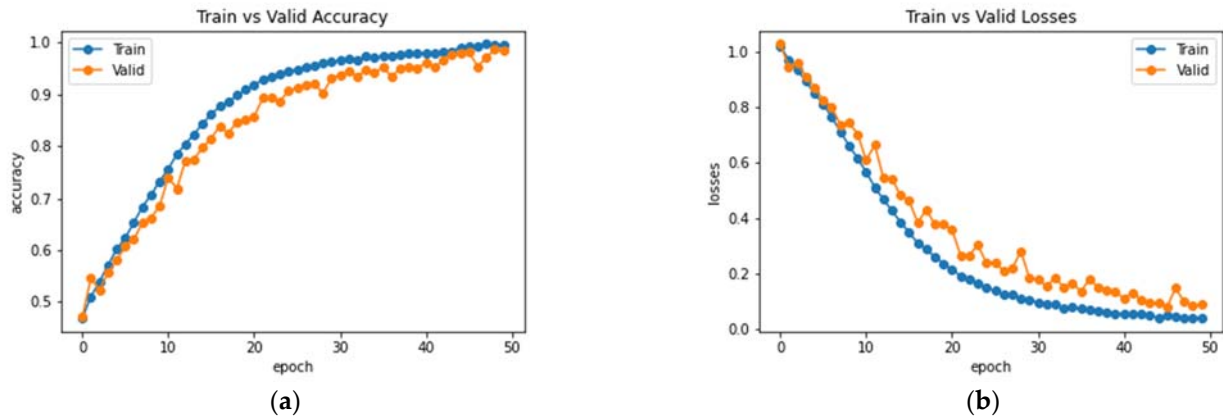 Train vs Valid Accuracy
1.0
0.9
0.8
0.7
0.6
0.5
accuracy
Train
Valid
0
10
20
30
40
50
epoch
(a)
Train vs Valid Losses
1.0
0.8
0.6
0.4
0.2
0.0
losses
Train
Valid
0
10
20
30
40
50
epoch
(b)